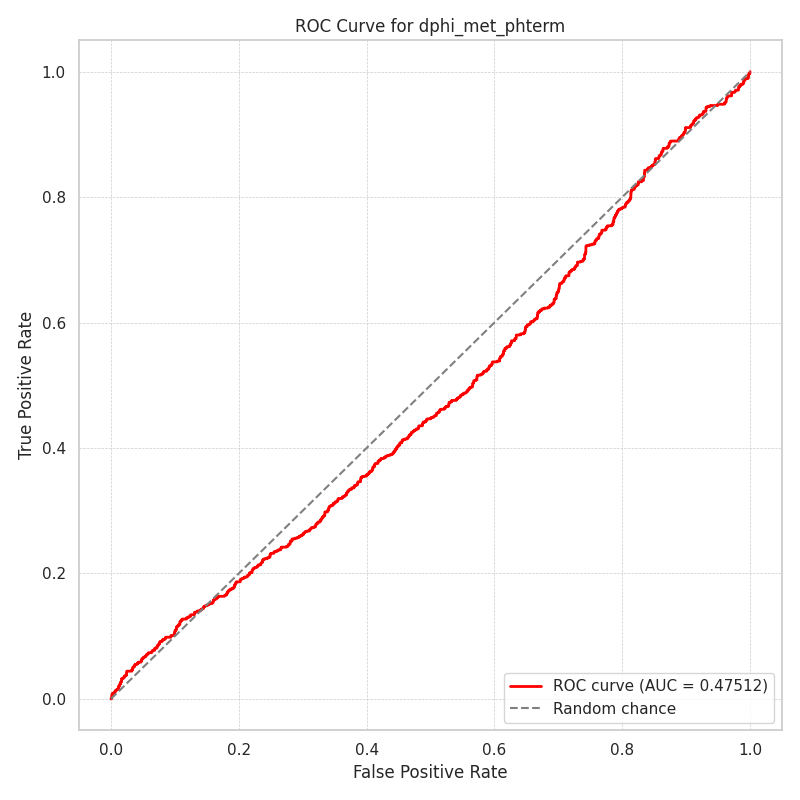 ROC Curve for dphi_met_phterm
1.0
0.8
0.6
0.4
0.2
0.0
True Positive Rate
0.0 0.2 0.4 0.6 0.8 1.0
False Positive Rate
ROC curve (AUC = 0.47512)
Random chance